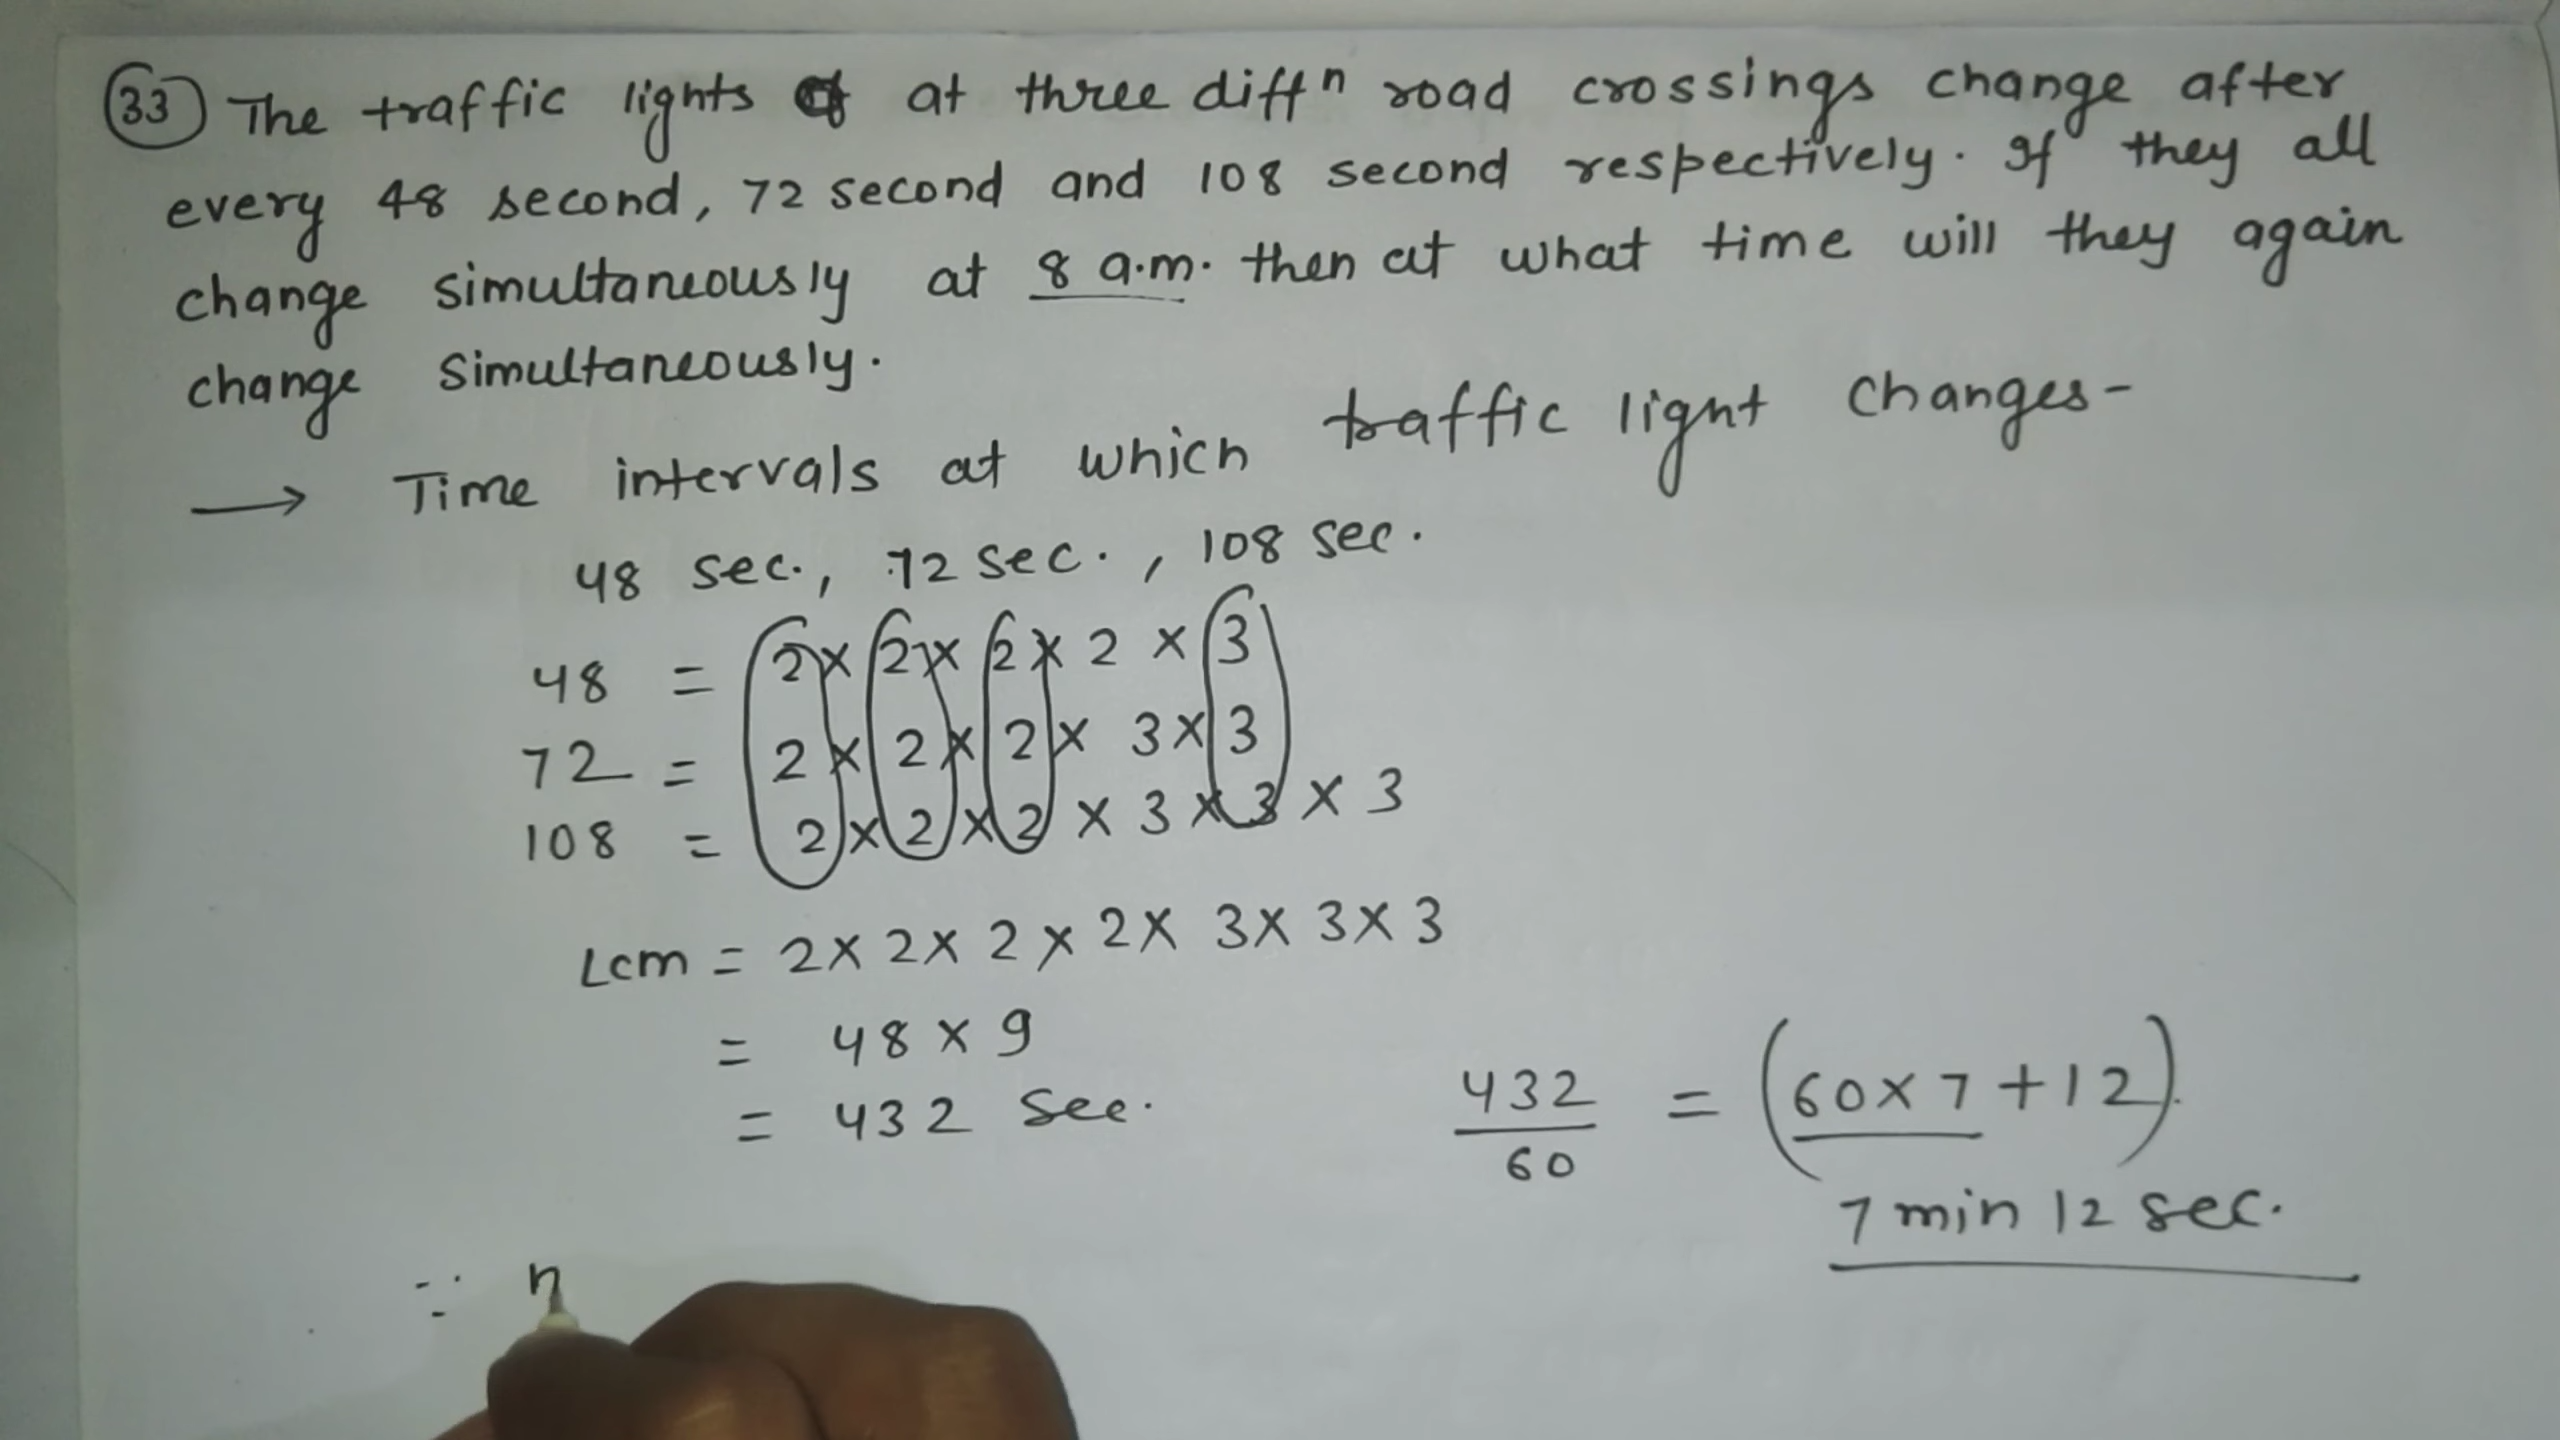 33 The traffic lights at three diffn road crossings change after
every 48 second, 72 second and 108 second respectively. If they all
change simultaneously at 8 a.m. then at what time will they again
change simultaneously.
→ Time intervals at which traffic light changes-
48 sec., 72 sec., 108 sec.
48 = 2 × 2 × 2 × 2 × 3
72 = 2 × 2 × 2 × 3 × 3
108 = 2 × 2 × 2 × 3 × 3 × 3
Lcm = 2 × 2 × 2 × 2 × 3 × 3 × 3
= 48 × 9
= 432 sec.
432/60 = (60 × 7 + 12)
7 min 12 sec.
∵ n